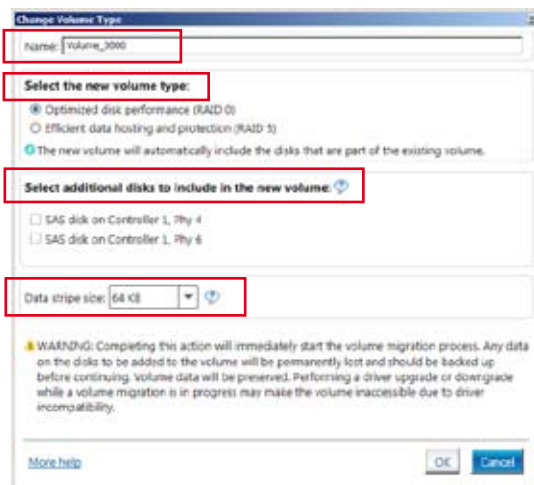 Change Volume Type
Name: Volume_0000
Select the new volume type:
Optimized disk performance (RAID 0)
Efficient data hosting and protection (RAID 5)
The new volume will automatically include the disks that are part of the existing volume.
Select additional disks to include in the new volume:
SAS disk on Controller 1, Phy 4
SAS disk on Controller 1, Phy 6
Data stripe size: 64 KB
WARNING: Completing this action will immediately start the volume migration process. Any data
on the disks to be added to the volume will be permanently lost and should be backed up
before continuing. Volume data will be preserved. Performing a driver upgrade or downgrade
while a volume migration is in progress may make the volume inaccessible due to driver
incompatibility.
More help
OK
Cancel